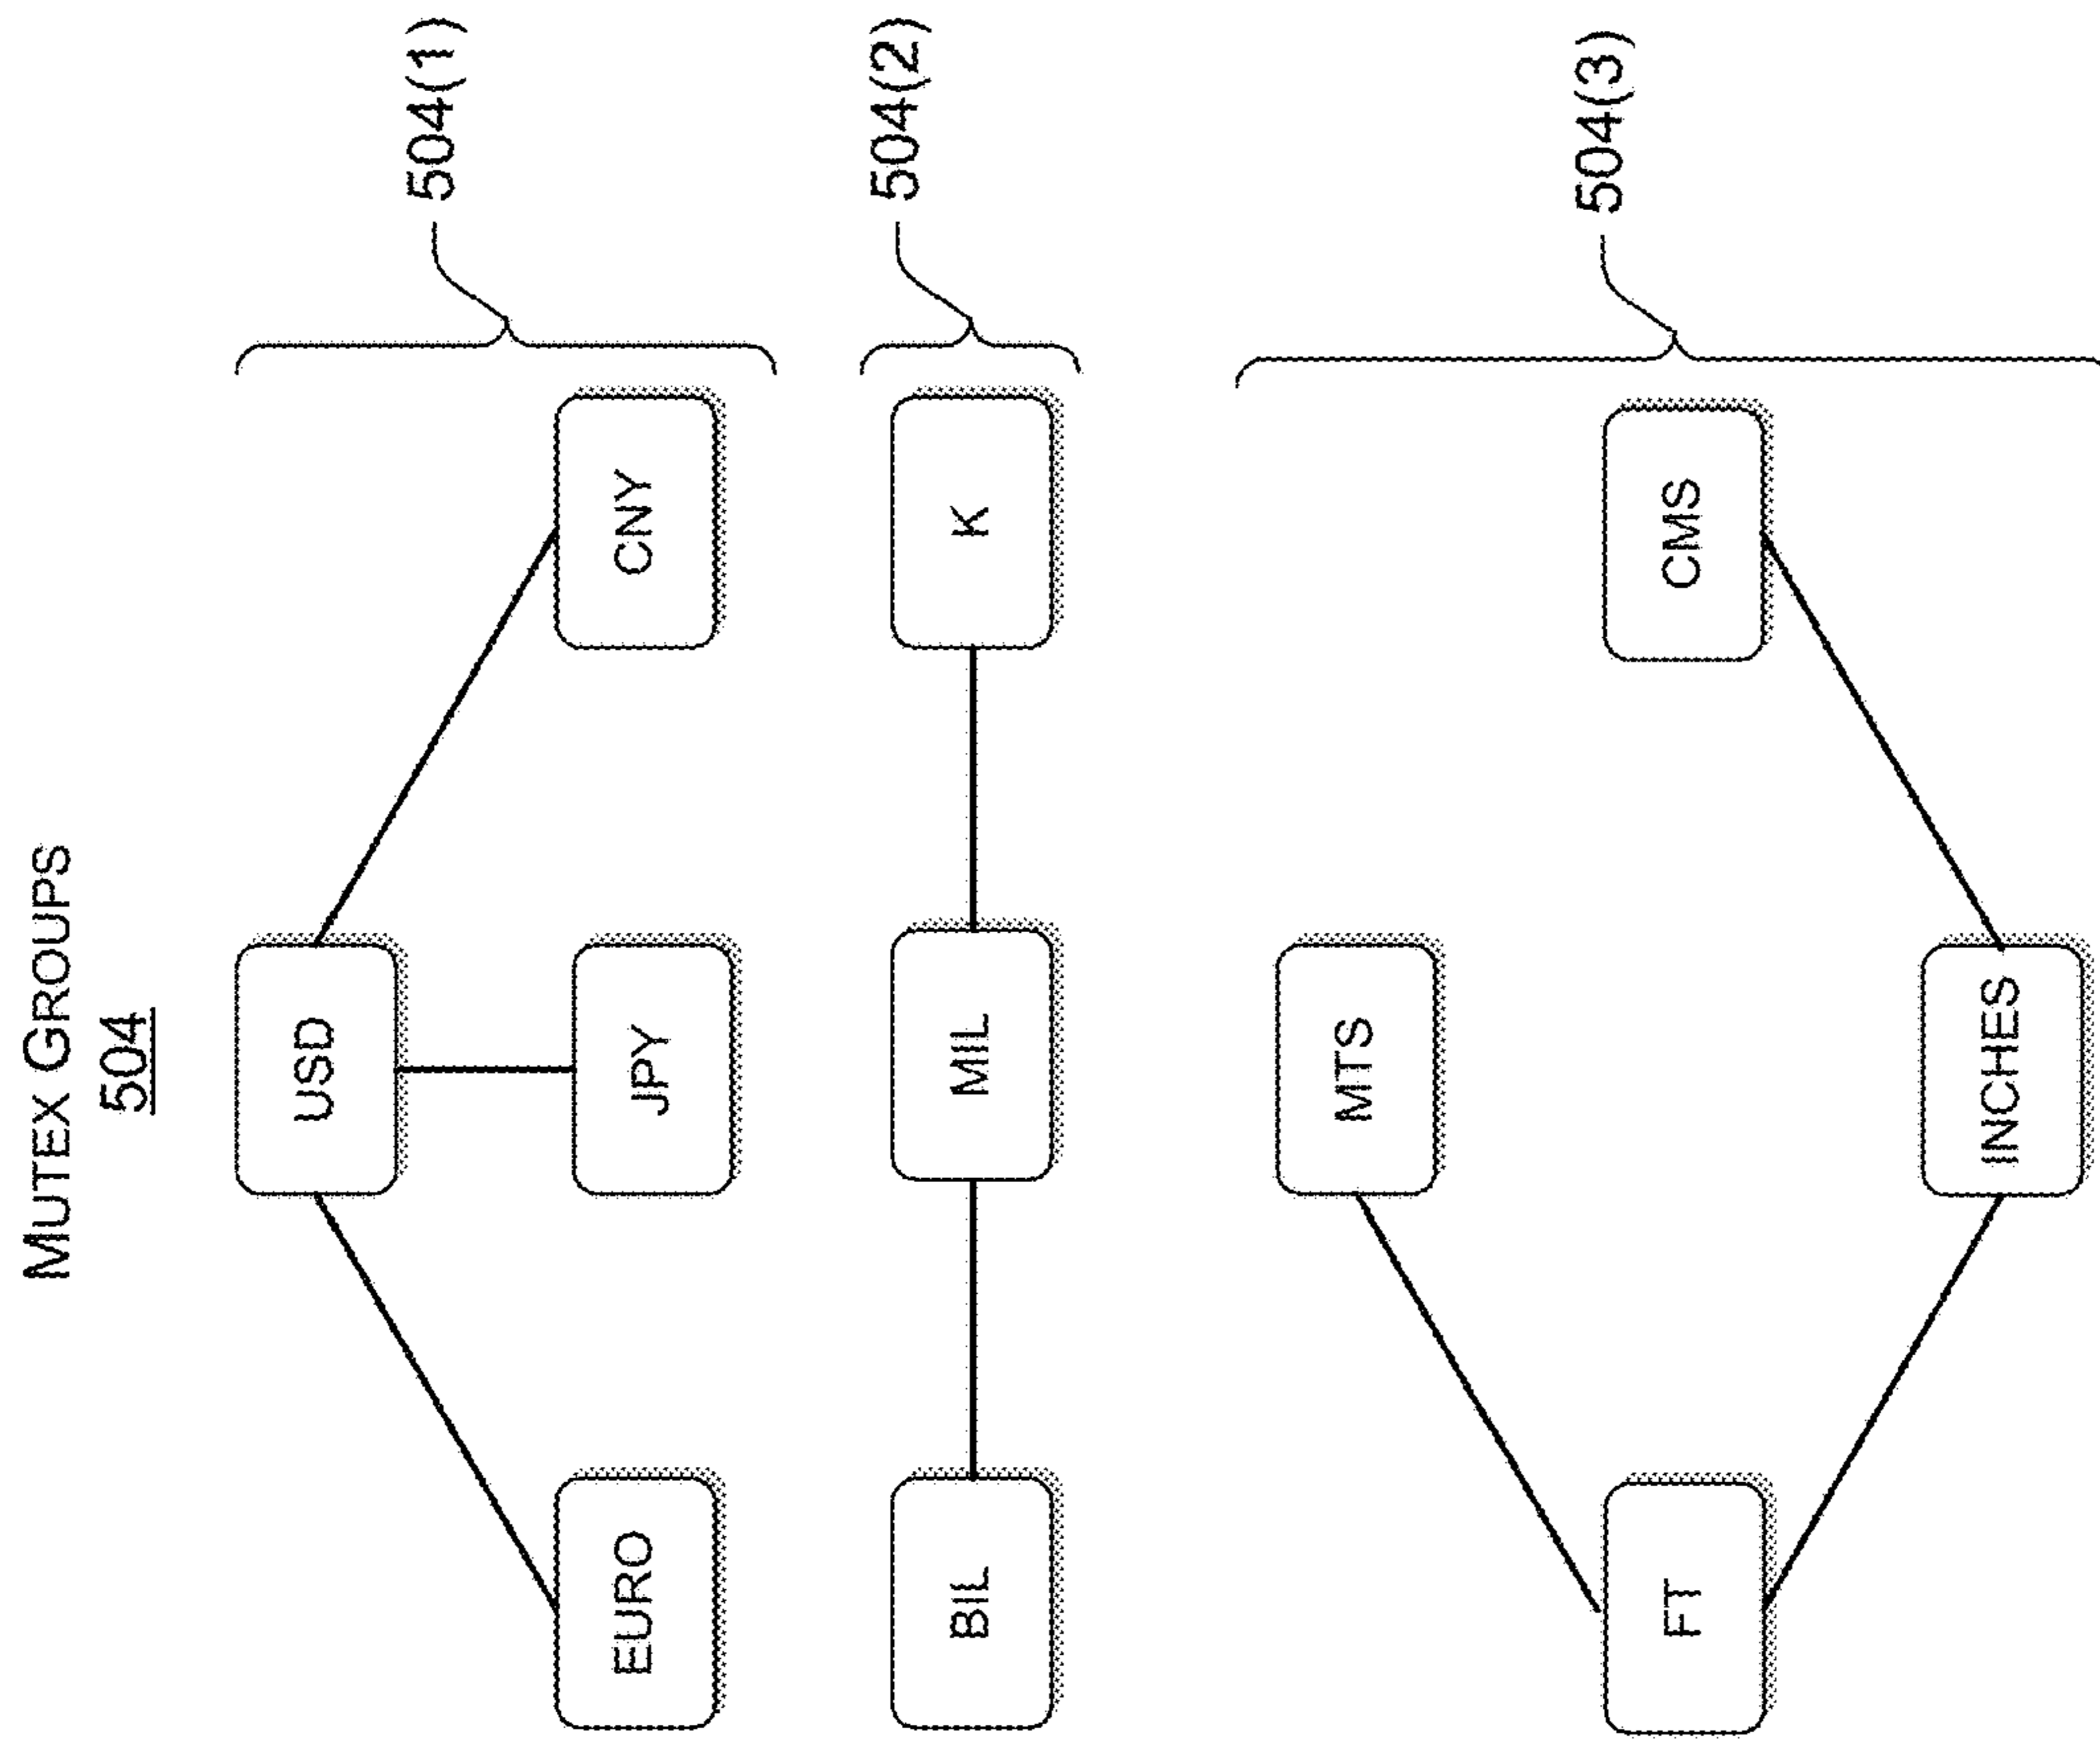 MUTEX GROUPS
504
USD
504(1)
EURO
JPY
CNY
504(2)
BIL
MIL
K
MTS
504(3)
FT
CMS
INCHES